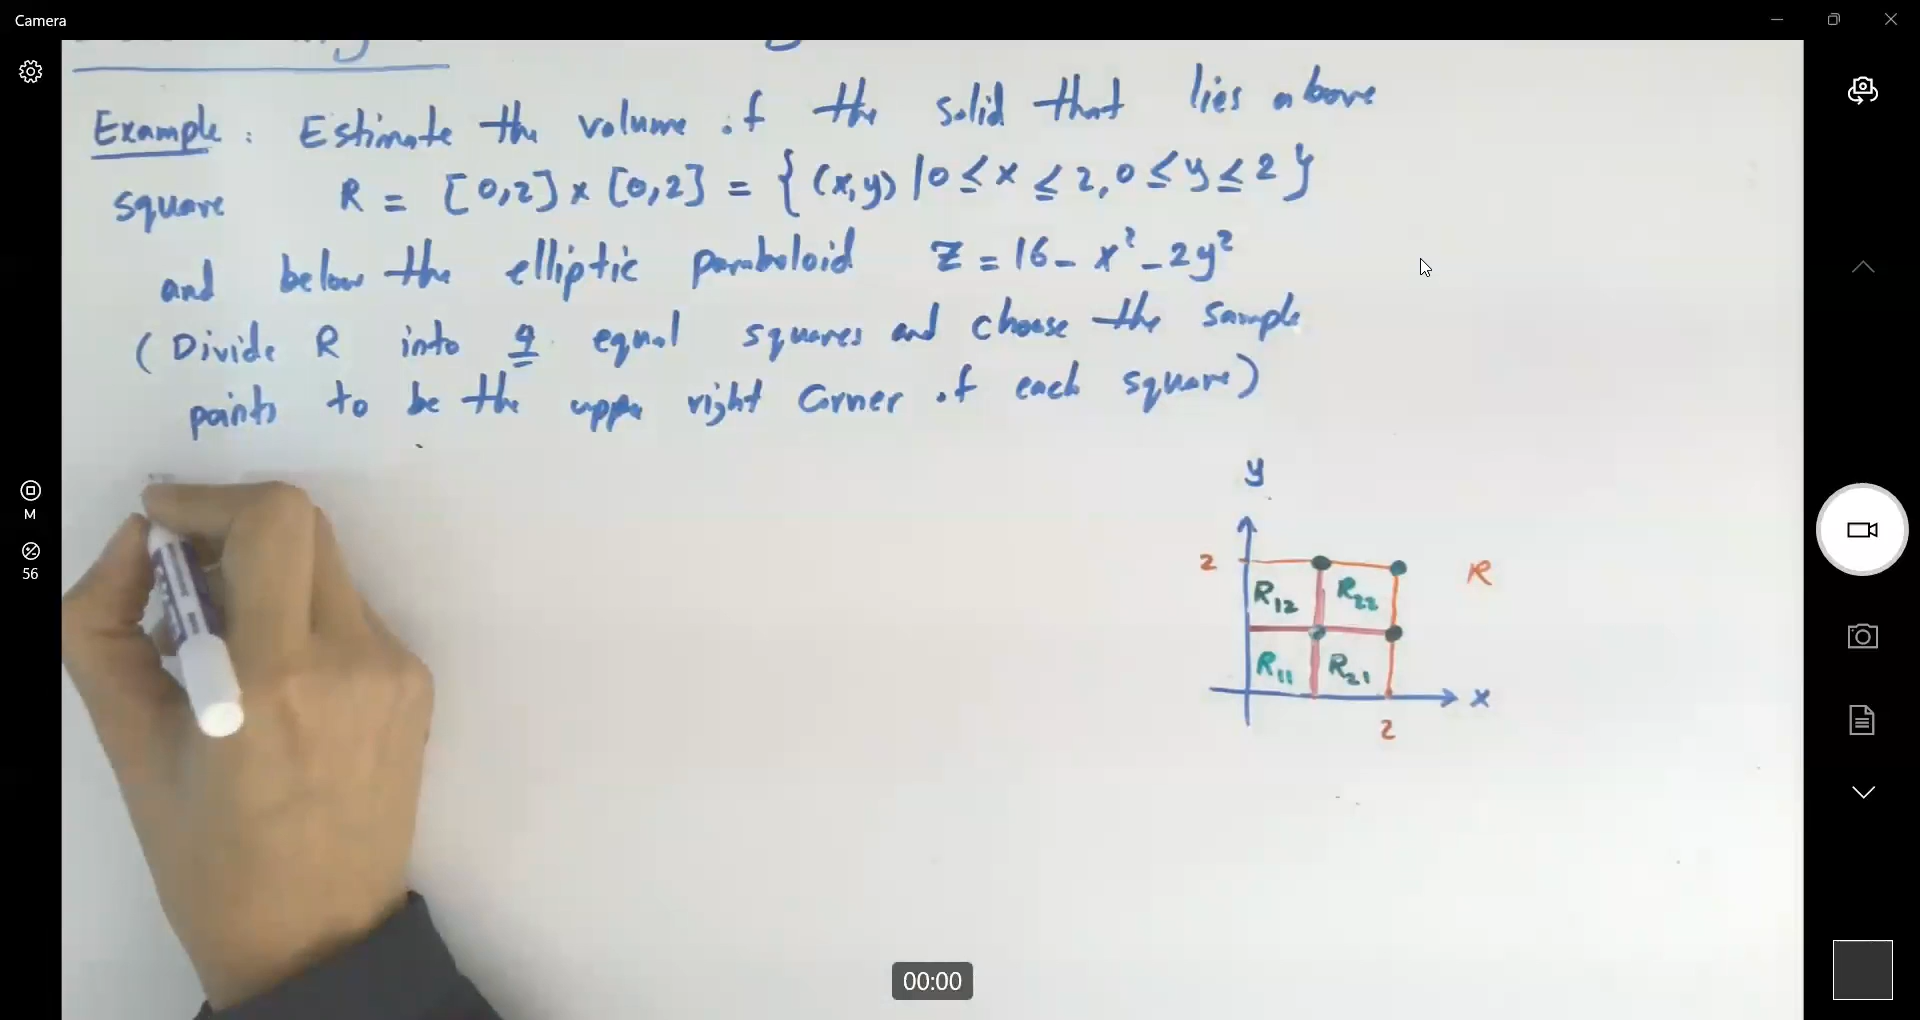 Camera
Example: Estimate the volume of the solid that lies above
square R = [0,2] × [0,2] = {(x,y) | 0 ≤ x ≤ 2, 0 ≤ y ≤ 2}
and below the elliptic paraboloid z = 16 - x² - 2y²
(Divide R into 4 equal squares and choose the sample
points to be the upper right corner of each square)
y
2
R
R₁₂ R₂₂
R₁₁ R₂₁
x
2
M
56
00:00